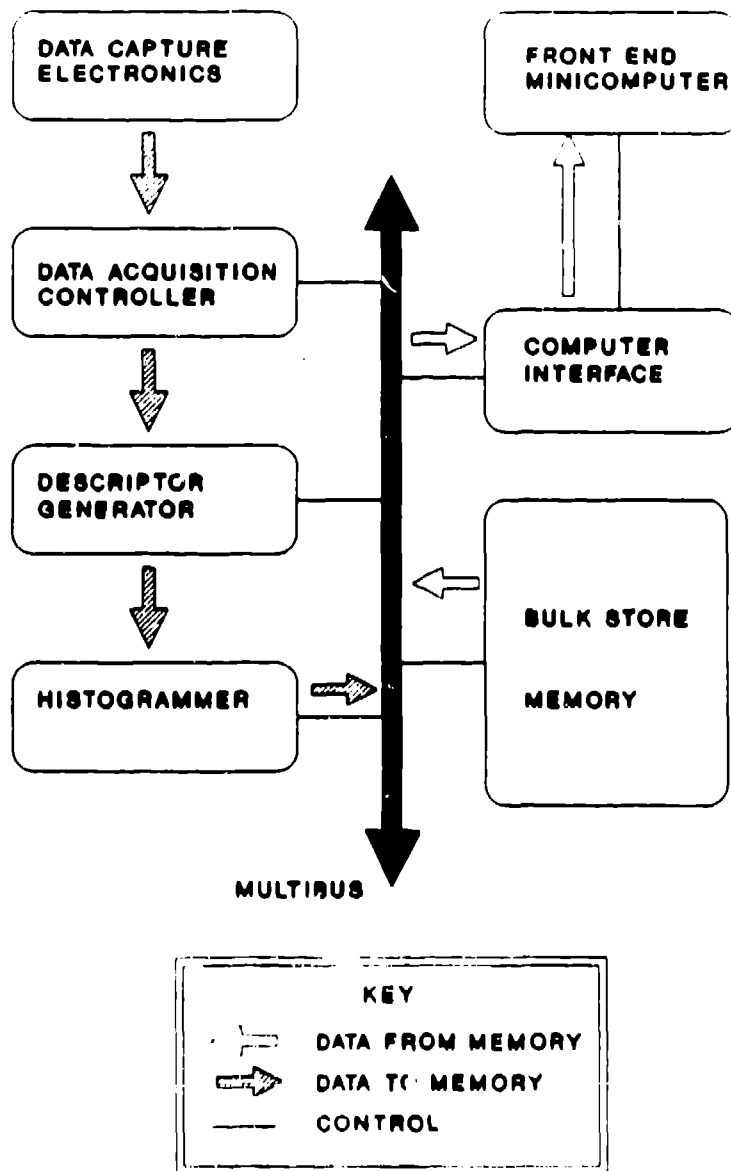 DATA CAPTURE
ELECTRONICS
FRONT END
MINICOMPUTER
DATA ACQUISITION
CONTROLLER
COMPUTER
INTERFACE
DESCRIPTOR
GENERATOR
BULK STORE
MEMORY
HISTOGRAMMER
MULTIBUS
KEY
DATA FROM MEMORY
DATA TO MEMORY
CONTROL